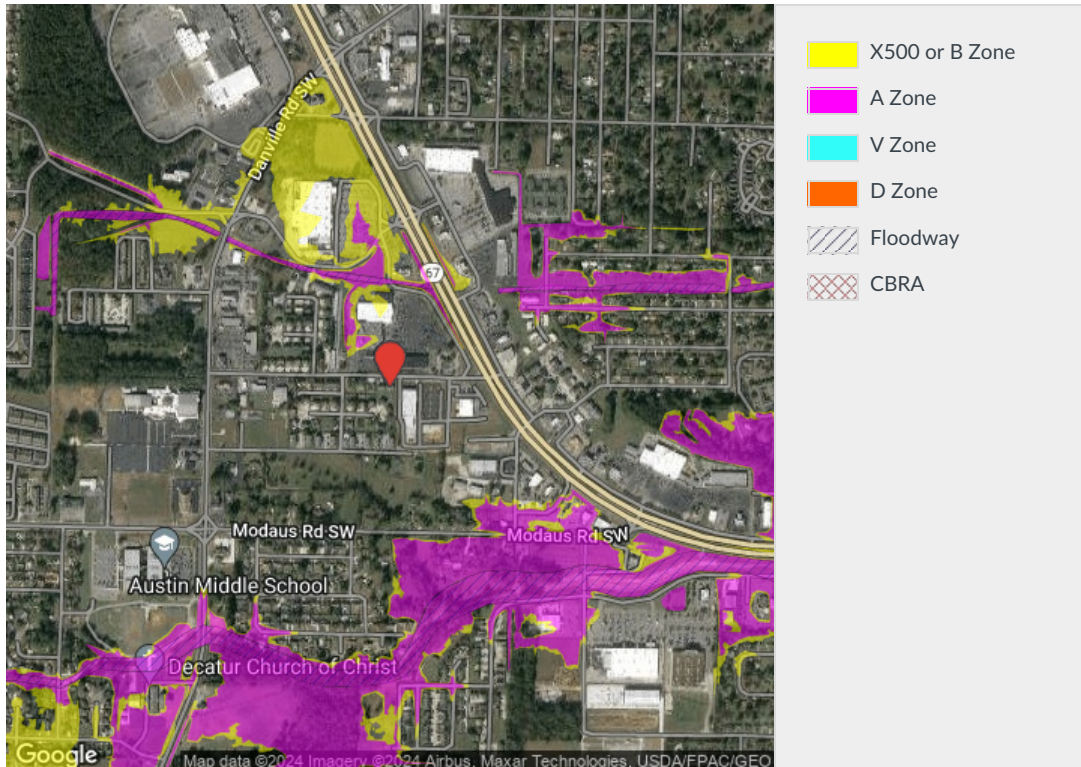 Danville Rd SW
67
Modaus Rd SW
Modaus Rd SW
Austin Middle School
Decatur Church of Christ
Google
Map data ©2024 Imagery ©2024 Airbus, Maxar Technologies, USDA/FPAC/GEO
X500 or B Zone
A Zone
V Zone
D Zone
Floodway
CBRA